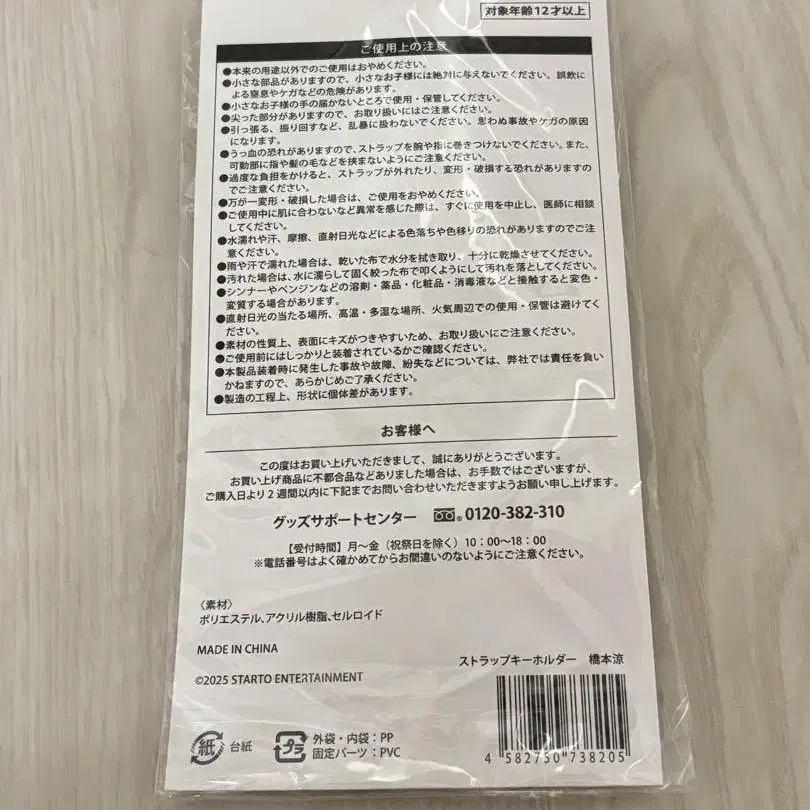 対象年齢12才以上
ご使用上の注意
●本来の用途以外でのご使用はおやめください。
●小さな部品がありますので、小さなお子様には絶対に与えないでください。誤飲に
よる窒息やケガなどの危険があります。
●小さなお子様の手の届かないところで使用・保管してください。
●尖った部分がありますので、お取り扱いにはご注意ください。
●引っ張る、振り回すなど、乱暴に扱わないでください。思わぬ事故やケガの原因
になります。
●うっ血の恐れがありますので、ストラップを腕や指に巻きつけないでください。また、
可動部に指や髪の毛などを挟まないようにご注意ください。
●過度な負担をかけると、ストラップが外れたり、変形・破損する恐れがありますの
でご注意ください。
●万が一変形・破損した場合は、ご使用をおやめください。
●ご使用中に肌に合わないなど異常を感じた際は、すぐに使用を中止し、医師に相談
してください。
●水濡れや汗、摩擦、直射日光などによる色落ちや色移りの恐れがありますのでご注
意ください。
●雨や汗で濡れた場合は、乾いた布で水分を拭き取り、十分に乾燥させてください。
●汚れた場合は、水に濡らして固く絞った布で叩くようにして汚れを落としてください。
●シンナーやベンジンなどの溶剤・薬品・化粧品・消毒液などと接触すると変色・
変質する場合があります。
●直射日光の当たる場所、高温・多湿な場所、火気周辺での使用・保管は避けてく
ださい。
●素材の性質上、表面にキズがつきやすいため、お取り扱いにご注意ください。
●ご使用前にはしっかりと装着されているかご確認ください。
●本製品装着時に発生した事故や故障、紛失などについては、弊社では責任を負い
かねますので、あらかじめご了承ください。
●製造の工程上、形状に個体差があります。
お客様へ
この度はお買い上げいただきまして、誠にありがとうございます。
お買い上げ商品に不都合品などありました場合は、お手数ではございますが、
ご購入日より2週間以内に下記までお問い合わせいただきますようお願い申し上げます。
グッズサポートセンター 0120-382-310
【受付時間】月〜金（祝祭日を除く）10：00〜18：00
※電話番号はよく確かめてからお間違いのないようにご注意ください。
〈素材〉
ポリエステル、アクリル樹脂、セルロイド
MADE IN CHINA
ストラップキーホルダー 橋本涼
©2025 STARTO ENTERTAINMENT
紙 台紙
プラ 外袋・内袋：PP
固定パーツ：PVC
4 582750 738205